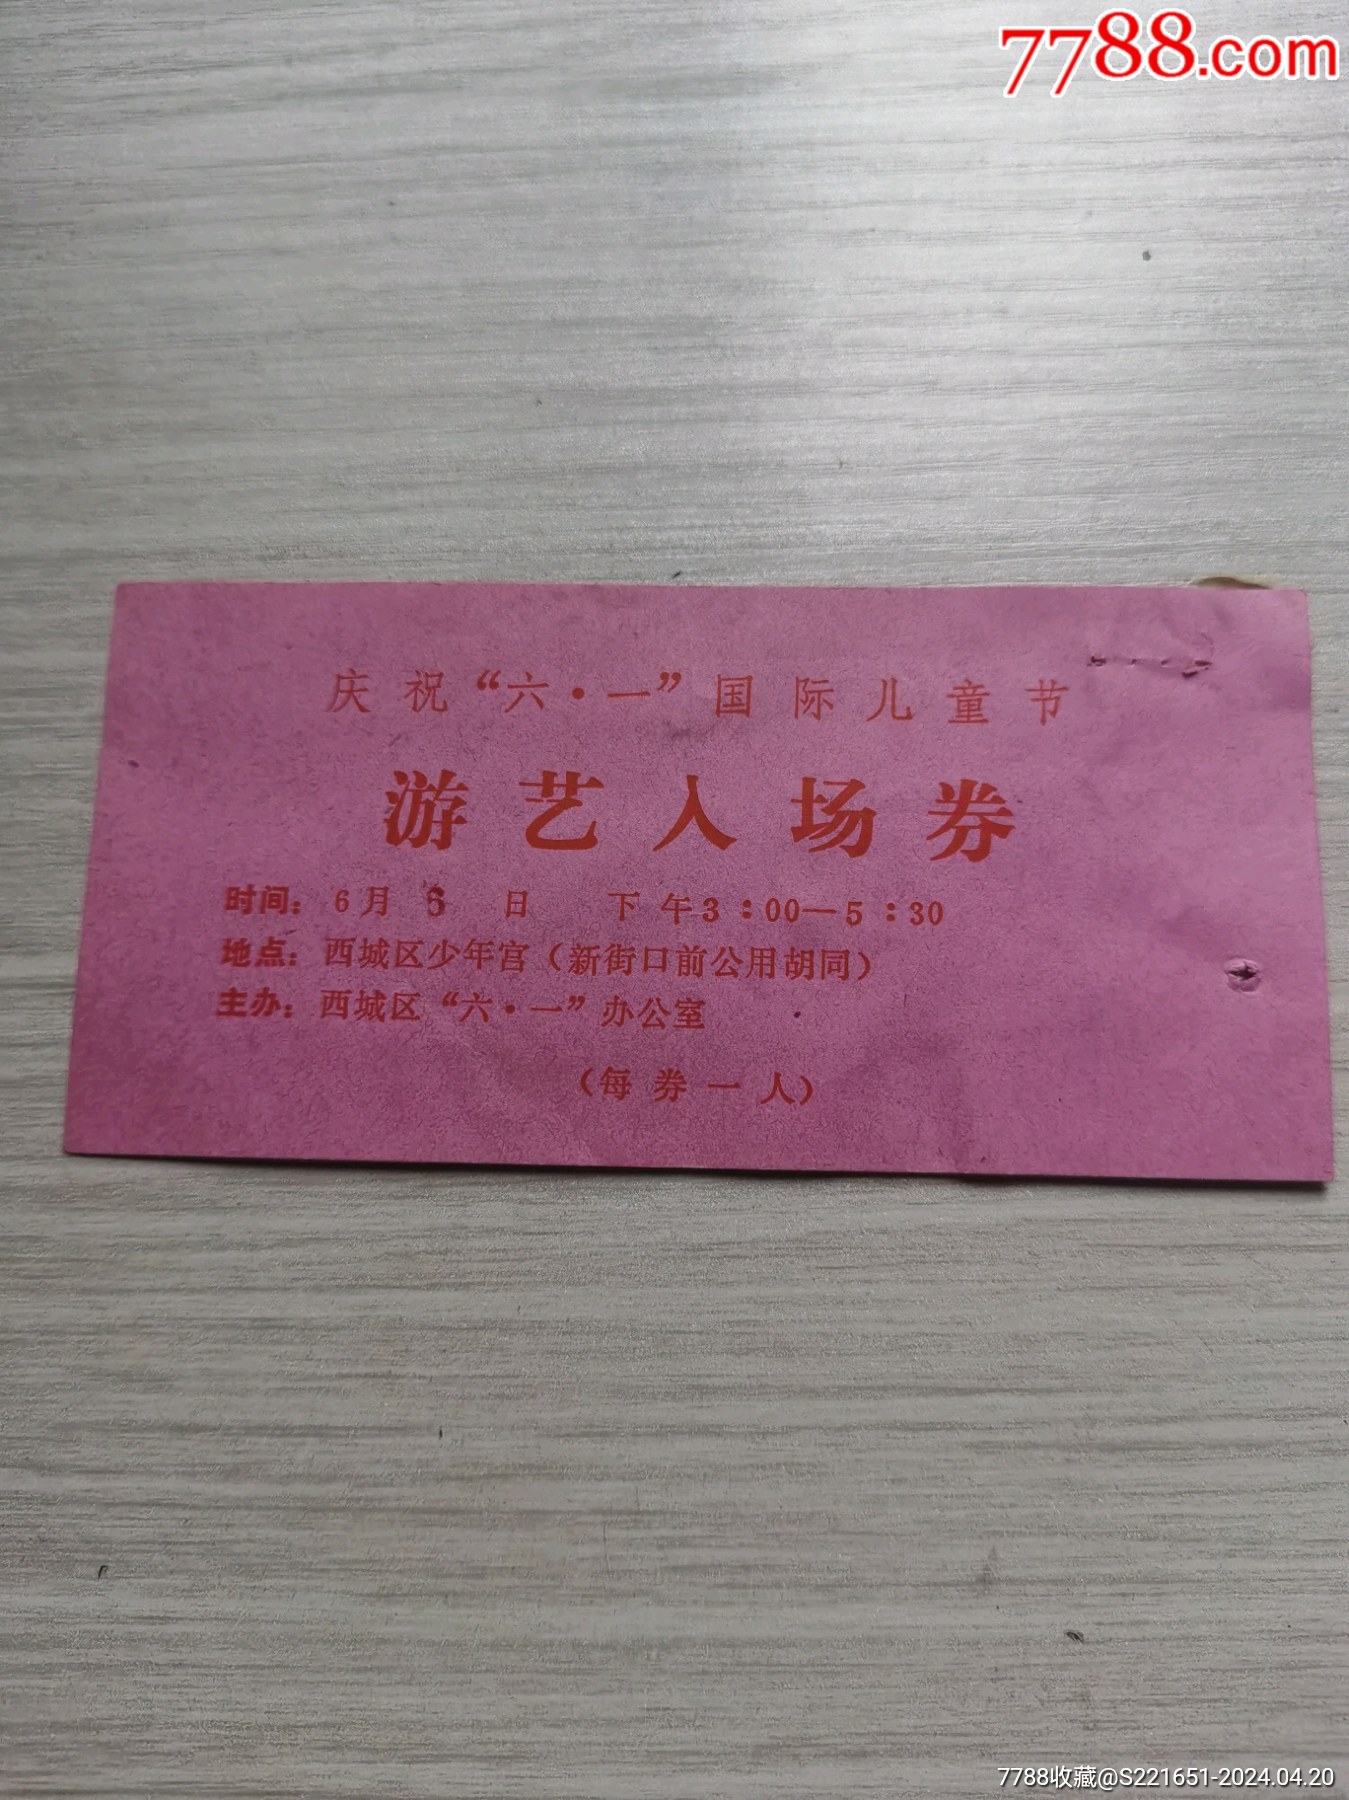 7788.com
庆祝“六·一”国际儿童节
游艺入场券
时间：6月6日 下午3：00—5：30
地点：西城区少年宫（新街口前公用胡同）
主办：西城区“六·一”办公室
（每券一人）
7788收藏@S221651-2024.04.20